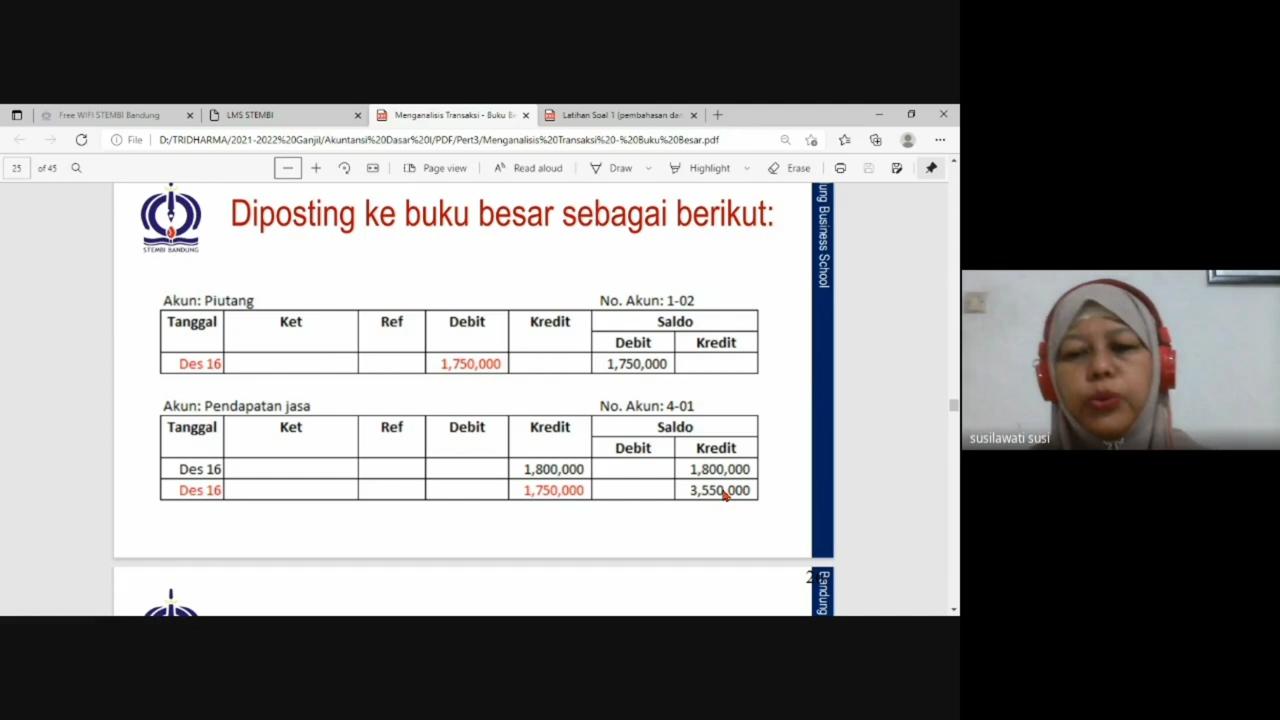 Free WIFI STEMBI Bandung
LMS STEMBI
Menganalisis Transaksi - Buku Be
Latihan Soal 1 (pembahasan dan
File
D:/TRIDHARMA/2021-2022%20Ganjil/Akuntansi%20Dasar%20I/PDF/Pert3/Menganalisis%20Transaksi%20-%20Buku%20Besar.pdf
25 of 45
Page view
Read aloud
Draw
Highlight
Erase
STEMBI BANDUNG
Diposting ke buku besar sebagai berikut:
ung Business School
Akun: Piutang No. Akun: 1-02
Tanggal Ket Ref Debit Kredit Saldo
Debit Kredit
Des 16 1,750,000 1,750,000
Akun: Pendapatan jasa No. Akun: 4-01
Tanggal Ket Ref Debit Kredit Saldo
Debit Kredit
Des 16 1,800,000 1,800,000
Des 16 1,750,000 3,550,000
Bandung
susilawati susi